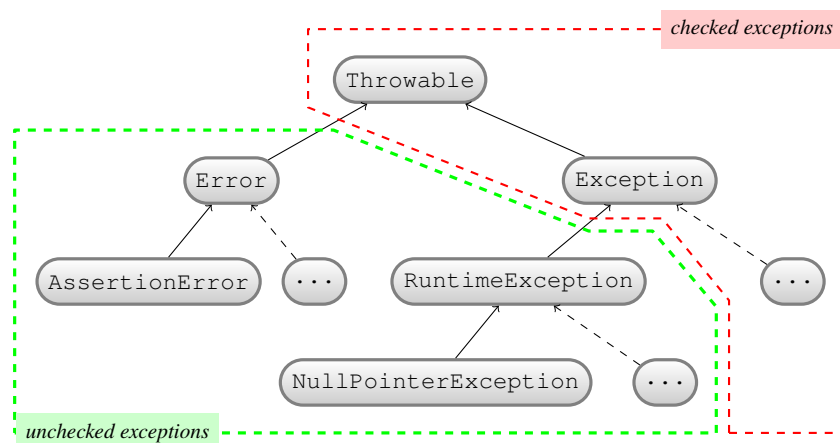 checked exceptions
Throwable
Error
Exception
AssertionError
...
RuntimeException
...
NullPointerException
...
unchecked exceptions